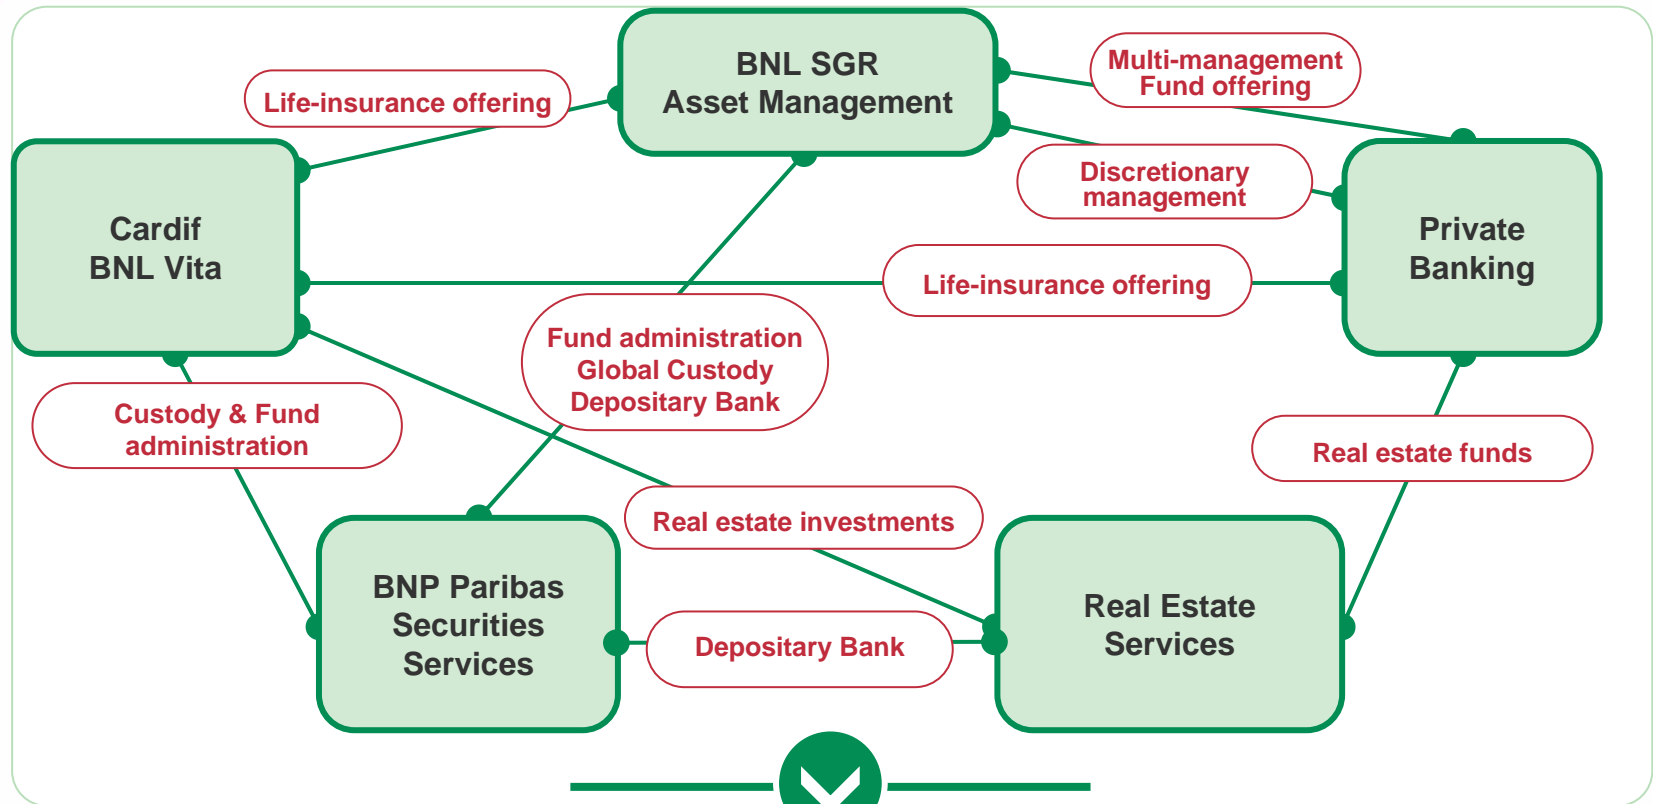 BNL SGR
Asset Management
Multi-management
Fund offering
Life-insurance offering
Discretionary
management
Cardif
BNL Vita
Private
Banking
Life-insurance offering
Fund administration
Global Custody
Depositary Bank
Custody & Fund
administration
Real estate funds
Real estate investments
BNP Paribas
Securities
Services
Depositary Bank
Real Estate
Services